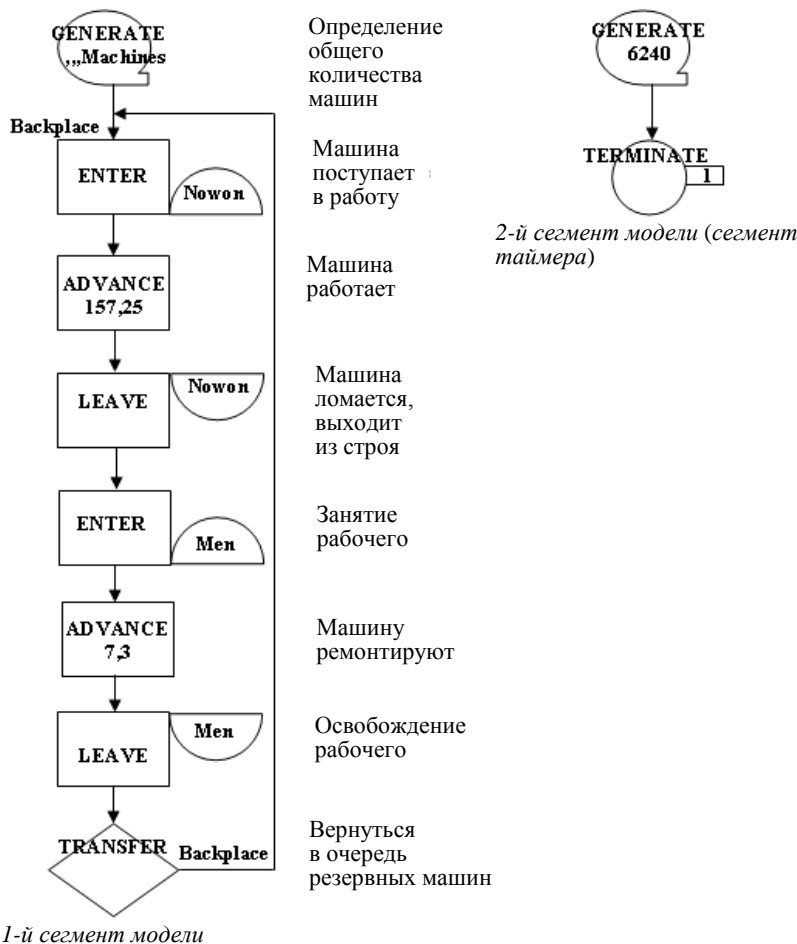 GENERATE
,,,Machines
Определение
общего
количества
машин
Backplace
ENTER
Nowon
Машина
поступает
в работу
ADVANCE
157,25
Машина
работает
LEAVE
Nowon
Машина
ломается,
выходит
из строя
ENTER
Men
Занятие
рабочего
ADVANCE
7,3
Машину
ремонтируют
LEAVE
Men
Освобождение
рабочего
TRANSFER
Backplace
Вернуться
в очередь
резервных машин
1-й сегмент модели
GENERATE
6240
TERMINATE
1
2-й сегмент модели (сегмент
таймера)